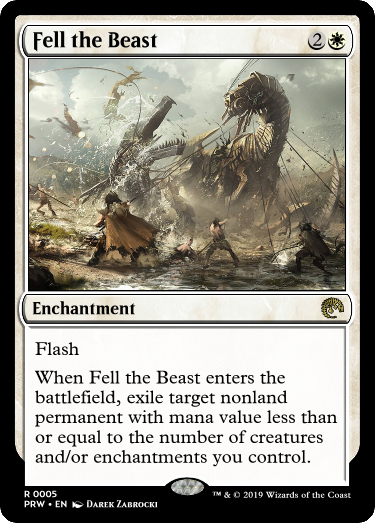 Fell the Beast 2
Enchantment
Flash
When Fell the Beast enters the
battlefield, exile target nonland
permanent with mana value less than
or equal to the number of creatures
and/or enchantments you control.
R 0005
PRW • EN Darek Zabrocki
™ & © 2019 Wizards of the Coast